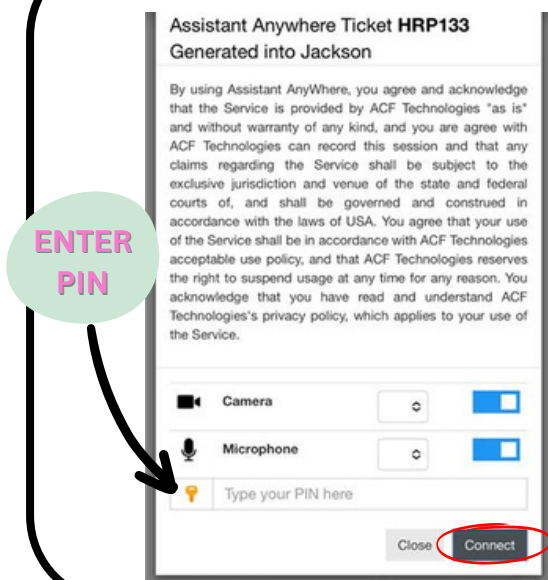 Assistant Anywhere Ticket HRP133
Generated into Jackson
By using Assistant AnyWhere, you agree and acknowledge
that the Service is provided by ACF Technologies "as is"
and without warranty of any kind, and you are agree with
ACF Technologies can record this session and that any
claims regarding the Service shall be subject to the
exclusive jurisdiction and venue of the state and federal
courts of, and shall be governed and construed in
accordance with the laws of USA. You agree that your use
of the Service shall be in accordance with ACF Technologies
acceptable use policy, and that ACF Technologies reserves
the right to suspend usage at any time for any reason. You
acknowledge that you have read and understand ACF
Technologies's privacy policy, which applies to your use of
the Service.
ENTER
PIN
Camera
Microphone
Type your PIN here
Close Connect